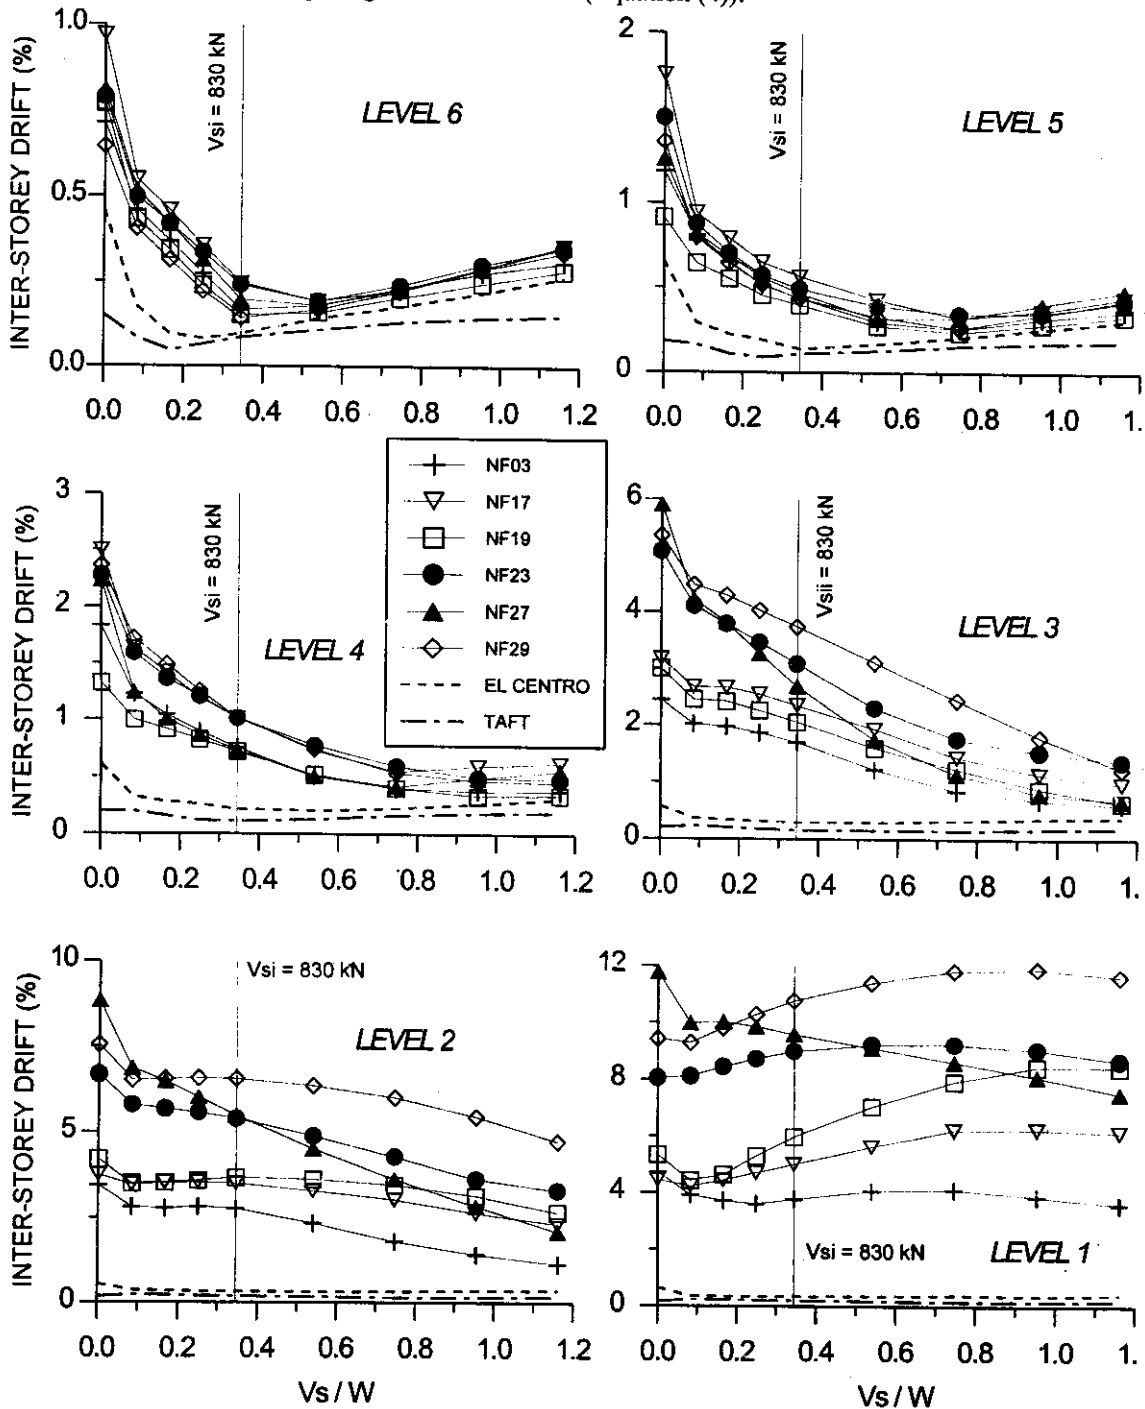 (Equation (4)).
INTER-STOREY DRIFT (%)
1.0
0.5
0.0
0.0 0.2 0.4 0.6 0.8 1.0 1.2
Vsi = 830 kN
LEVEL 6
2
1
0
0.0 0.2 0.4 0.6 0.8 1.0 1.
Vsi = 830 kN
LEVEL 5
INTER-STOREY DRIFT (%)
3
2
1
0
0.0 0.2 0.4 0.6 0.8 1.0 1.2
Vsi = 830 kN
LEVEL 4
NF03
NF17
NF19
NF23
NF27
NF29
EL CENTRO
TAFT
6
4
2
0
0.0 0.2 0.4 0.6 0.8 1.0 1.
Vsii = 830 kN
LEVEL 3
INTER-STOREY DRIFT (%)
10
5
0
0.0 0.2 0.4 0.6 0.8 1.0 1.2
Vsi = 830 kN
LEVEL 2
Vs / W
12
8
4
0
0.0 0.2 0.4 0.6 0.8 1.0 1.
Vsi = 830 kN
LEVEL 1
Vs / W